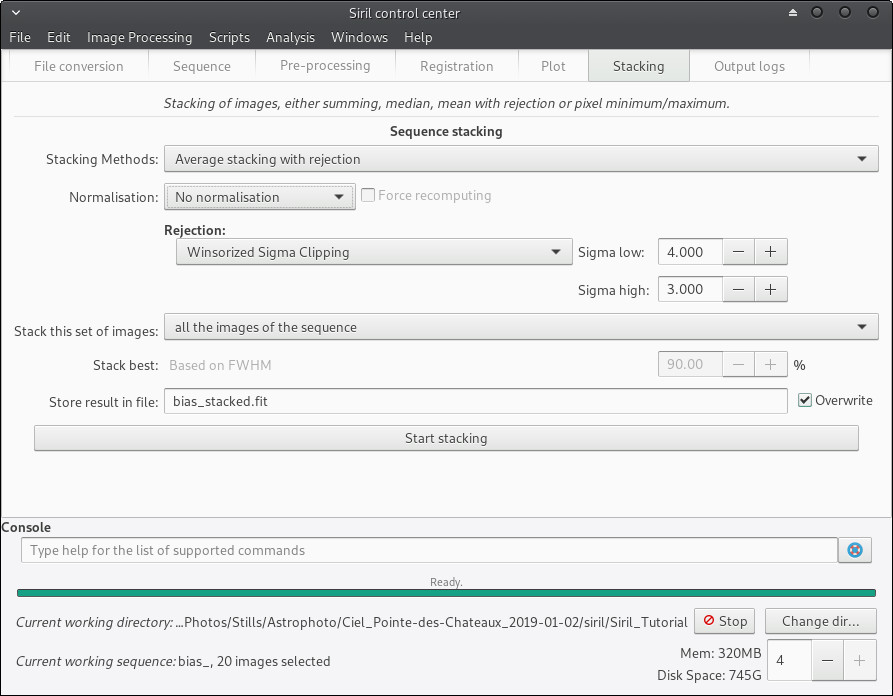 Siril control center
File Edit Image Processing Scripts Analysis Windows Help
File conversion Sequence Pre-processing Registration Plot Stacking Output logs
Stacking of images, either summing, median, mean with rejection or pixel minimum/maximum.
Sequence stacking
Stacking Methods: Average stacking with rejection
Normalisation: No normalisation Force recomputing
Rejection:
Winsorized Sigma Clipping Sigma low: 4.000 — +
Sigma high: 3.000 — +
Stack this set of images: all the images of the sequence
Stack best: Based on FWHM 90.00 — + %
Store result in file: bias_stacked.fit Overwrite
Start stacking
Console
Type help for the list of supported commands
Ready.
Current working directory: ...Photos/Stills/Astrophoto/Ciel_Pointe-des-Chateaux_2019-01-02/siril/Siril_Tutorial Stop Change dir...
Current working sequence: bias_, 20 images selected Mem: 320MB 4 — +
Disk Space: 745G